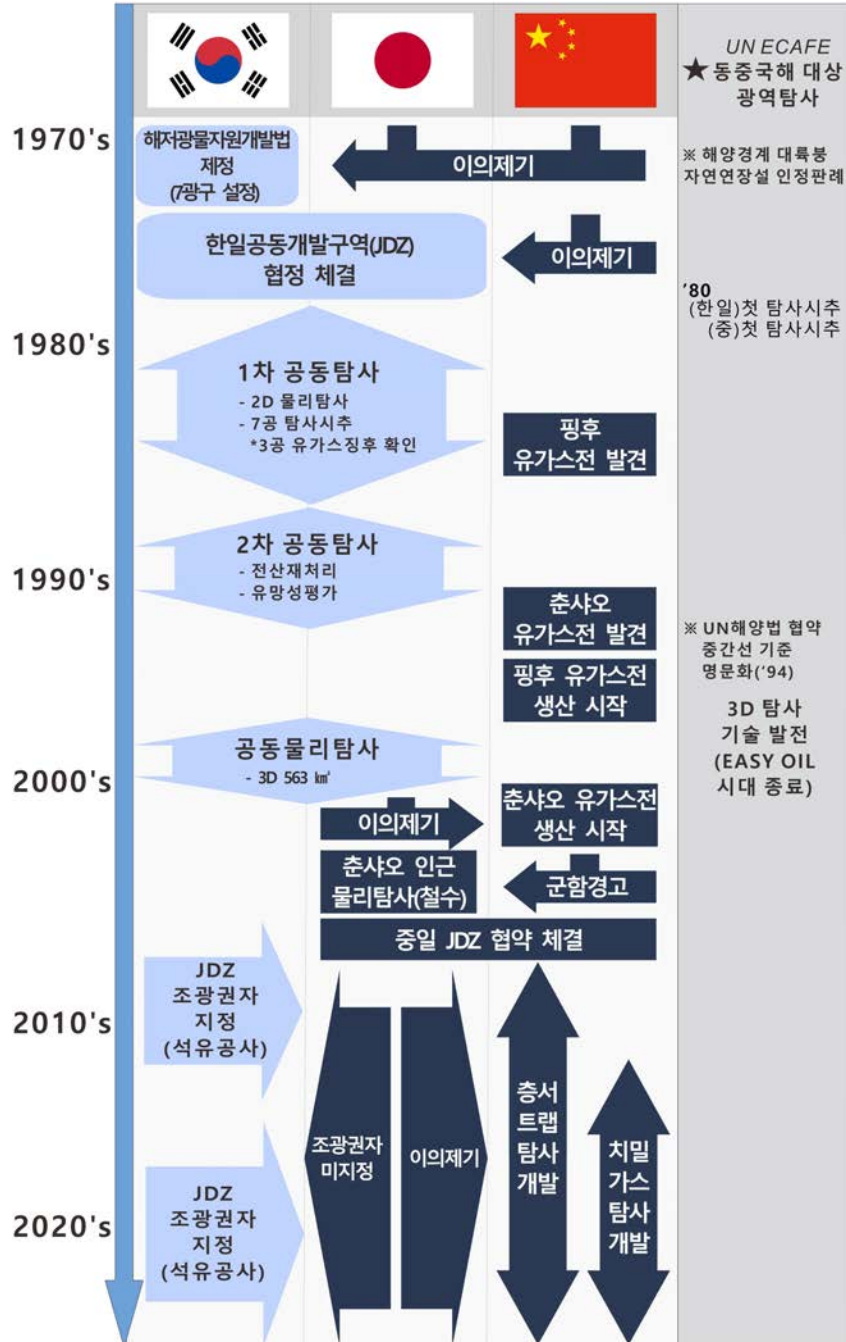 UN ECAFE
★ 동중국해 대상
광역탐사
1970's
해저광물자원개발법
제정
(7광구 설정)
이의제기
※ 해양경계 대륙붕
자연연장설 인정판례
한일공동개발구역(JDZ)
협정 체결
이의제기
'80
(한일)첫 탐사시추
(중)첫 탐사시추
1980's
1차 공동탐사
- 2D 물리탐사
- 7공 탐사시추
*3공 유가스징후 확인
핑후
유가스전 발견
2차 공동탐사
- 전산재처리
- 유망성평가
1990's
춘샤오
유가스전 발견
※ UN해양법 협약
중간선 기준
명문화('94)
핑후 유가스전
생산 시작
3D 탐사
기술 발전
(EASY OIL
시대 종료)
공동물리탐사
- 3D 563 ㎢
2000's
춘샤오 유가스전
생산 시작
이의제기
춘샤오 인근
물리탐사(철수)
군함경고
중일 JDZ 협약 체결
JDZ
조광권자
지정
(석유공사)
2010's
조광권자
미지정
이의제기
층서
트랩
탐사
개발
치밀
가스
탐사
개발
JDZ
조광권자
지정
(석유공사)
2020's